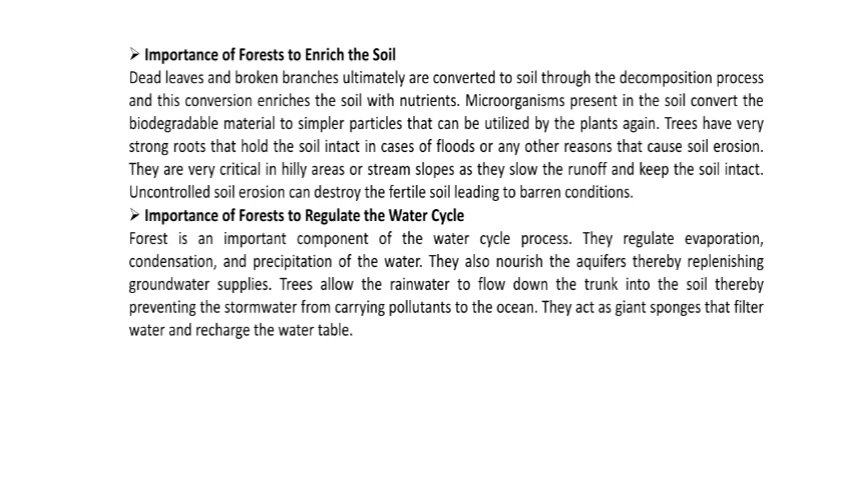 ➢ Importance of Forests to Enrich the Soil
Dead leaves and broken branches ultimately are converted to soil through the decomposition process
and this conversion enriches the soil with nutrients. Microorganisms present in the soil convert the
biodegradable material to simpler particles that can be utilized by the plants again. Trees have very
strong roots that hold the soil intact in cases of floods or any other reasons that cause soil erosion.
They are very critical in hilly areas or stream slopes as they slow the runoff and keep the soil intact.
Uncontrolled soil erosion can destroy the fertile soil leading to barren conditions.
➢ Importance of Forests to Regulate the Water Cycle
Forest is an important component of the water cycle process. They regulate evaporation,
condensation, and precipitation of the water. They also nourish the aquifers thereby replenishing
groundwater supplies. Trees allow the rainwater to flow down the trunk into the soil thereby
preventing the stormwater from carrying pollutants to the ocean. They act as giant sponges that filter
water and recharge the water table.